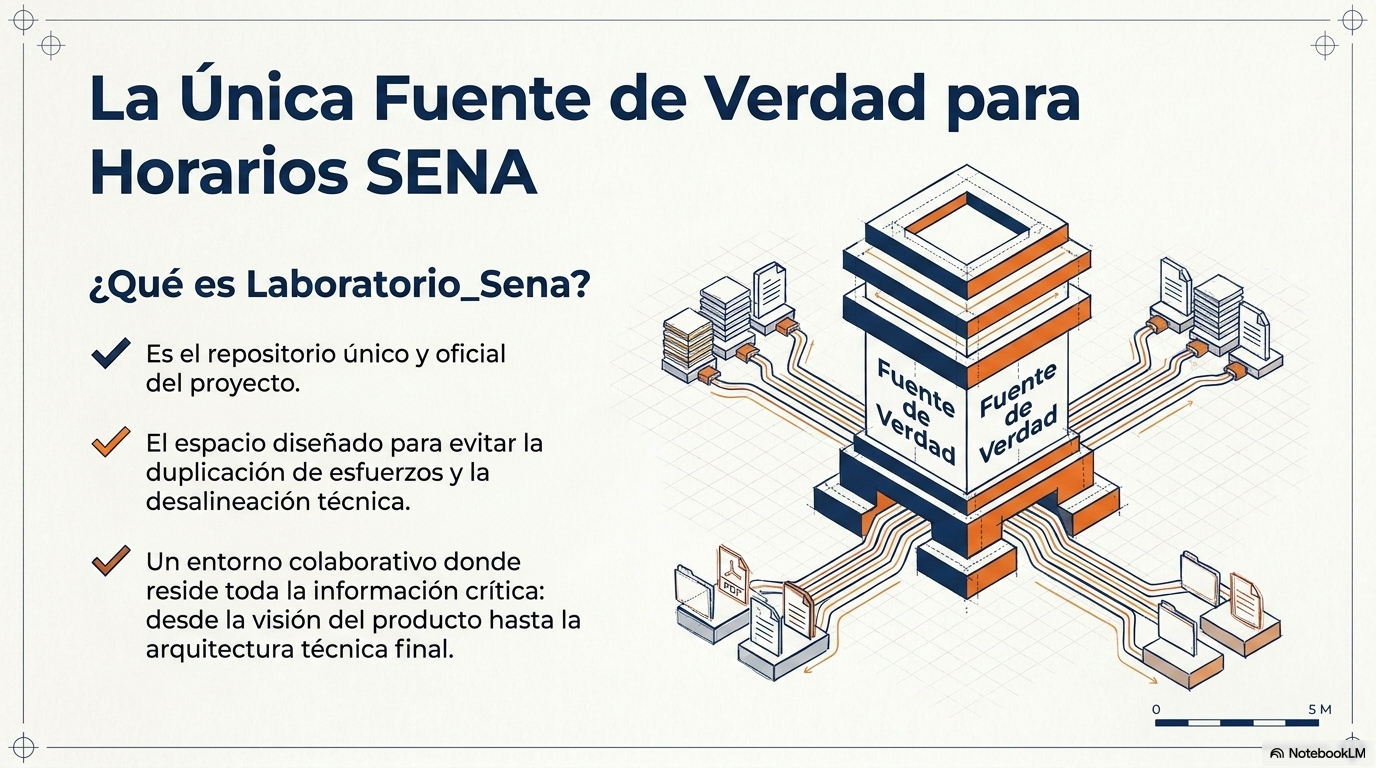 La Única Fuente de Verdad para
Horarios SENA
¿Qué es Laboratorio_Sena?
Es el repositorio único y oficial
del proyecto.
El espacio diseñado para evitar la
duplicación de esfuerzos y la
desalineación técnica.
Un entorno colaborativo donde
reside toda la información crítica:
desde la visión del producto hasta la
arquitectura técnica final.
Fuente
de
Verdad
Fuente
de
Verdad
PDF
0 5 M
NotebookLM